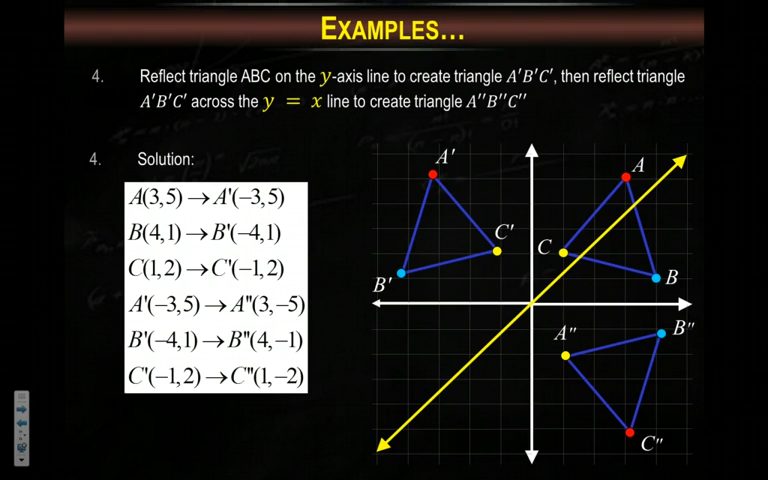 EXAMPLES...
4. Reflect triangle ABC on the y-axis line to create triangle A'B'C', then reflect triangle
A'B'C' across the y = x line to create triangle A''B''C''
4. Solution:
A(3,5)→A'(−3,5)
B(4,1)→B'(−4,1)
C(1,2)→C'(−1,2)
A'(−3,5)→A''(3,−5)
B'(−4,1)→B''(4,−1)
C'(−1,2)→C''(1,−2)
A'
A
C'
C
B'
B
A''
B''
C''